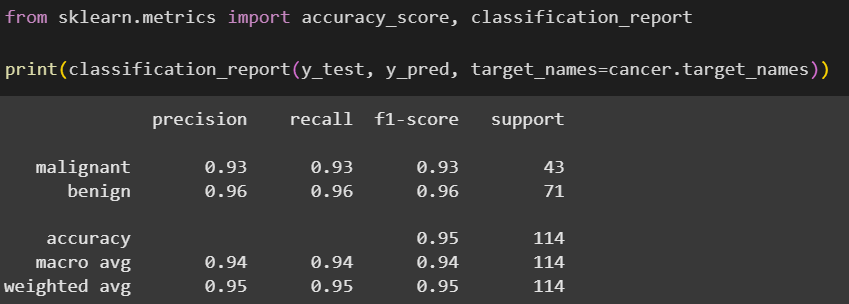 from sklearn.metrics import accuracy_score, classification_report
print(classification_report(y_test, y_pred, target_names=cancer.target_names))
precision recall f1-score support
malignant 0.93 0.93 0.93 43
benign 0.96 0.96 0.96 71
accuracy 0.95 114
macro avg 0.94 0.94 0.94 114
weighted avg 0.95 0.95 0.95 114